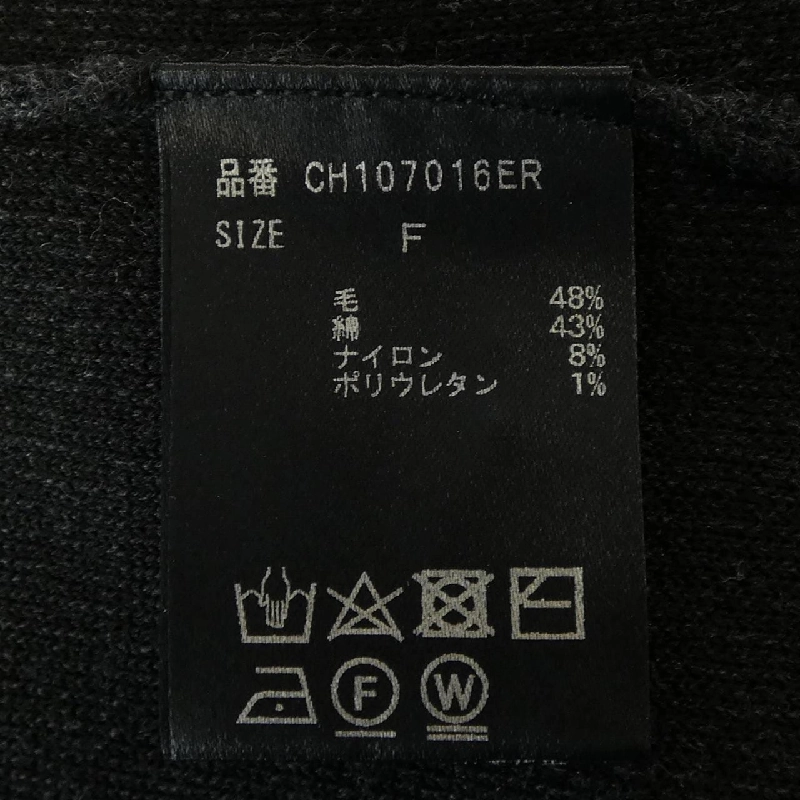 品番 CH107016ER
SIZE F
毛 48%
綿 43%
ナイロン 8%
ポリウレタン 1%
F W